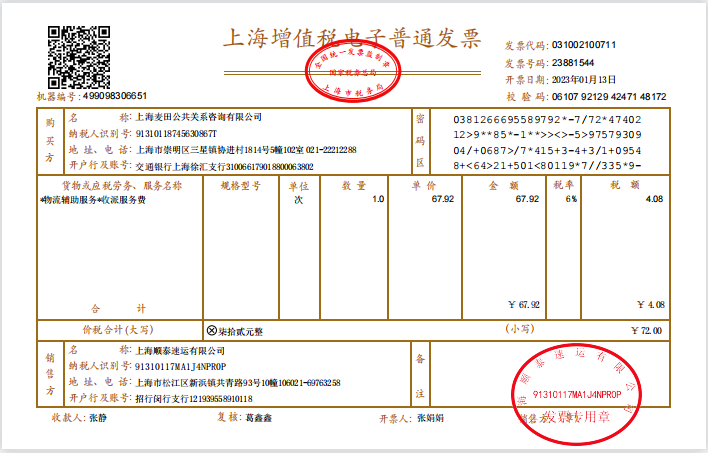 上海增值税电子普通发票
全国统一发票监制章
国家税务总局
上海市税务局
发票代码: 031002100711
发票号码: 23881544
开票日期: 2023年01月13日
机器编号: 499098306651
校 验 码: 06107 92129 42471 48172
购买方
名 称: 上海麦田公共关系咨询有限公司
纳税人识别号: 91310118745630867T
地 址、电 话: 上海市崇明区三星镇协进村1814号5幢102室 021-22212288
开户行及账号: 交通银行上海徐汇支行310066179018800063802
密码区
0381266695589792*-7/72*47402
12>9**85*-1**><><>-5>97579309
04/+0687>/7*415+3-4+3/1+0954
8+<64>21+501<80119*7//335*9-
货物或应税劳务、服务名称 规格型号 单位 数 量 单 价 金 额 税率 税 额
*物流辅助服务*收派服务费 次 1.0 67.92 67.92 6% 4.08
合 计 ¥ 67.92 ¥ 4.08
价税合计(大写) ⊗柒拾贰元整 (小写) ¥ 72.00
销售方
名 称: 上海顺泰速运有限公司
纳税人识别号: 91310117MA1J4NPR0P
地 址、电 话: 上海市松江区新浜镇共青路93号10幢106021-69763258
开户行及账号: 招行闵行支行121939558910118
备注
上海顺泰速运有限公司
91310117MA1J4NPR0P
发票专用章
收款人: 张静 复核: 葛鑫鑫 开票人: 张娟娟 销售方:(章)